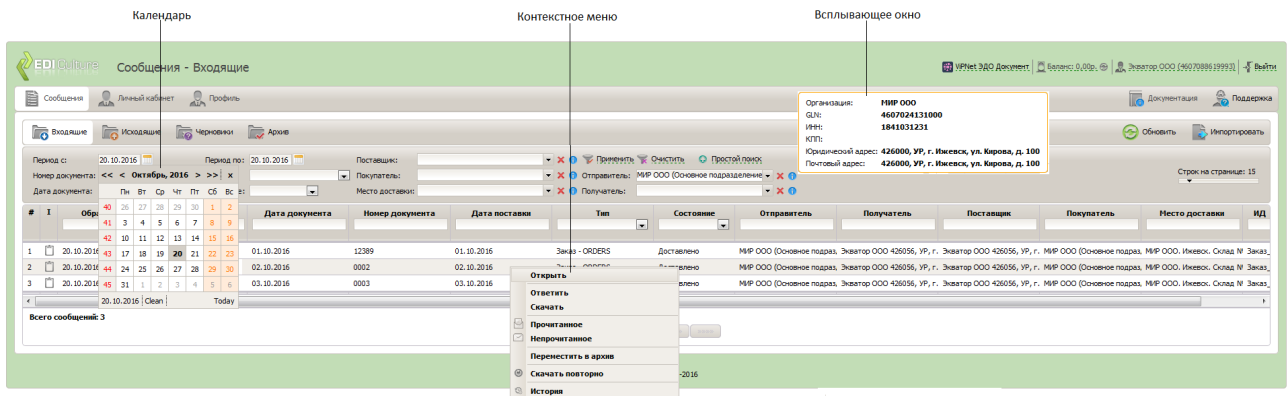 Календарь Контекстное меню Всплывающее окно
EDI Culture Сообщения - Входящие ViPNet ЭДО Документ Баланс: 0,00р. Экватор ООО (4607088619993) Выйти
Сообщения Личный кабинет Профиль Документация Поддержка
Организация: МИР ООО
GLN: 4607024131000
ИНН: 1841031231
КПП:
Юридический адрес: 426000, УР, г. Ижевск, ул. Кирова, д. 100
Почтовый адрес: 426000, УР, г. Ижевск, ул. Кирова, д. 100
Входящие Исходящие Черновики Архив Обновить Импортировать
Период с: 20.10.2016 Период по: 20.10.2016 Поставщик: Применить Очистить Простой поиск
Номер документа: Покупатель: Отправитель: МИР ООО (Основное подразделение Строк на странице: 15
Дата документа: Место доставки: Получатель:
<< < Октябрь, 2016 > >> x
Пн Вт Ср Чт Пт Сб Вс
40 26 27 28 29 30 1 2
41 3 4 5 6 7 8 9
42 10 11 12 13 14 15 16
43 17 18 19 20 21 22 23
44 24 25 26 27 28 29 30
45 31 1 2 3 4 5 6
20.10.2016 Clean Today
# I Обра Дата документа Номер документа Дата поставки Тип Состояние Отправитель Получатель Поставщик Покупатель Место доставки ИД
1 20.10.2016 01.10.2016 12389 01.10.2016 Заказ - ORDERS Доставлено МИР ООО (Основное подраз, Экватор ООО 426056, УР, г. Экватор ООО 426056, УР, г. МИР ООО (Основное подраз, МИР ООО. Ижевск. Склад № Заказ_
2 20.10.2016 02.10.2016 0002 02.10.2016 Заказ - ORDERS Доставлено МИР ООО (Основное подраз, Экватор ООО 426056, УР, г. Экватор ООО 426056, УР, г. МИР ООО (Основное подраз, МИР ООО. Ижевск. Склад № Заказ_
3 20.10.2016 03.10.2016 0003 03.10.2016 влено МИР ООО (Основное подраз, Экватор ООО 426056, УР, г. Экватор ООО 426056, УР, г. МИР ООО (Основное подраз, МИР ООО. Ижевск. Склад № Заказ_
Всего сообщений: 3
Открыть
Ответить
Скачать
Прочитанное
Непрочитанное
Переместить в архив
Скачать повторно
История
-2016